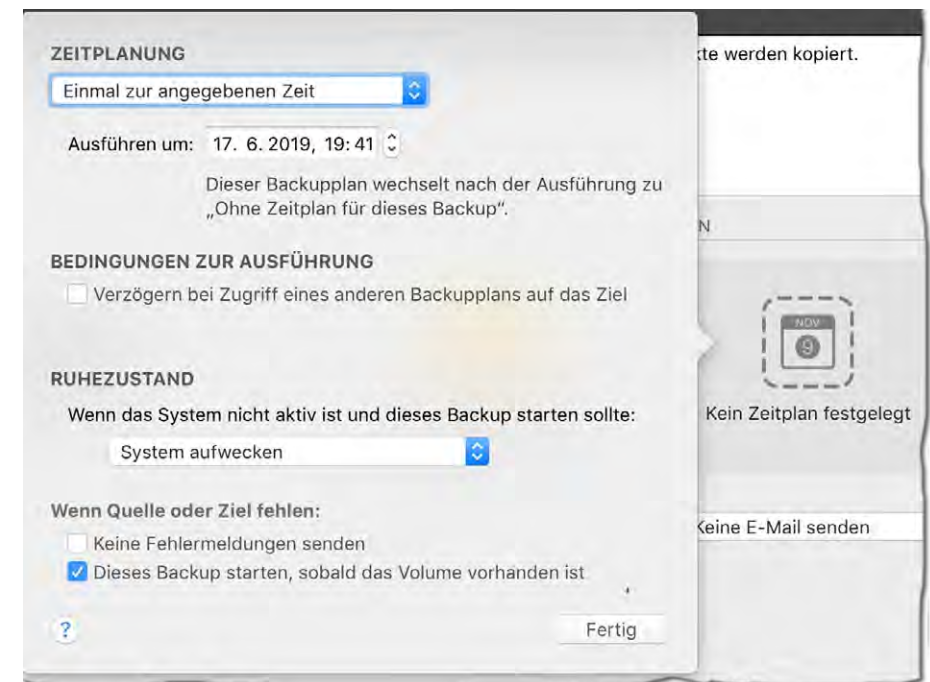 ZEITPLANUNG
Einmal zur angegebenen Zeit
Ausführen um: 17. 6. 2019, 19:41
Dieser Backupplan wechselt nach der Ausführung zu
„Ohne Zeitplan für dieses Backup“.
BEDINGUNGEN ZUR AUSFÜHRUNG
Verzögern bei Zugriff eines anderen Backupplans auf das Ziel
RUHEZUSTAND
Wenn das System nicht aktiv ist und dieses Backup starten sollte:
System aufwecken
Wenn Quelle oder Ziel fehlen:
Keine Fehlermeldungen senden
Dieses Backup starten, sobald das Volume vorhanden ist
?
Fertig
kte werden kopiert.
N
NOV
9
Kein Zeitplan festgelegt
Keine E-Mail senden